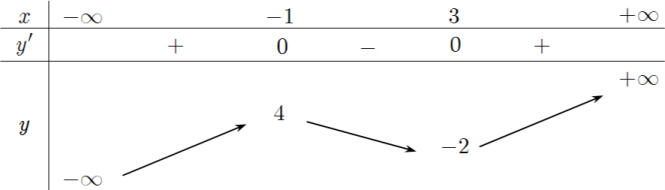 x −∞ −1 3 +∞
y′ + 0 − 0 +
+∞
4
y
−2
−∞